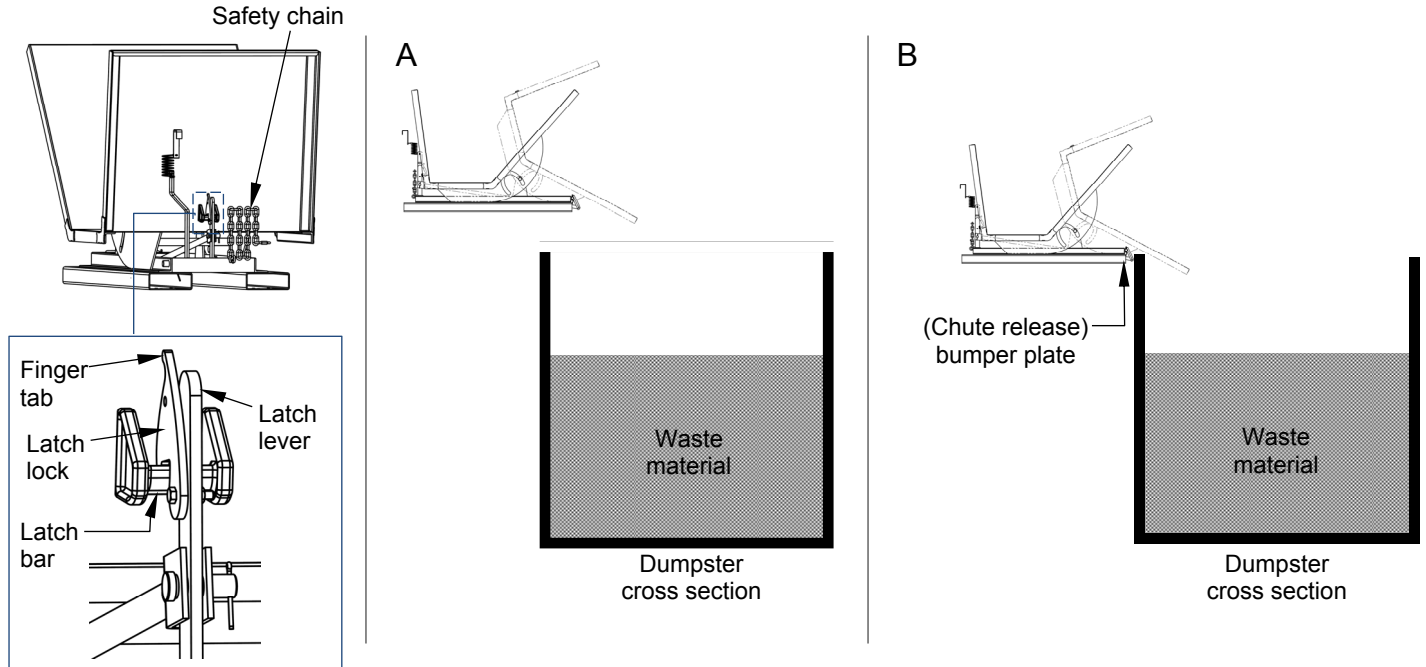 Safety chain
Finger
tab
Latch
lever
Latch
lock
Latch
bar
A
Waste
material
Dumpster
cross section
B
(Chute release)
bumper plate
Waste
material
Dumpster
cross section